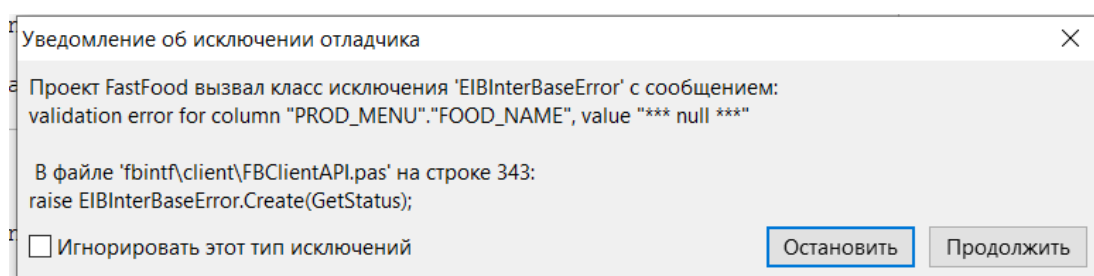 Уведомление об исключении отладчика
Проект FastFood вызвал класс исключения 'EIBInterBaseError' с сообщением:
validation error for column "PROD_MENU"."FOOD_NAME", value "*** null ***"
В файле 'fbintf\client\FBClientAPI.pas' на строке 343:
raise EIBInterBaseError.Create(GetStatus);
Игнорировать этот тип исключений
Остановить
Продолжить